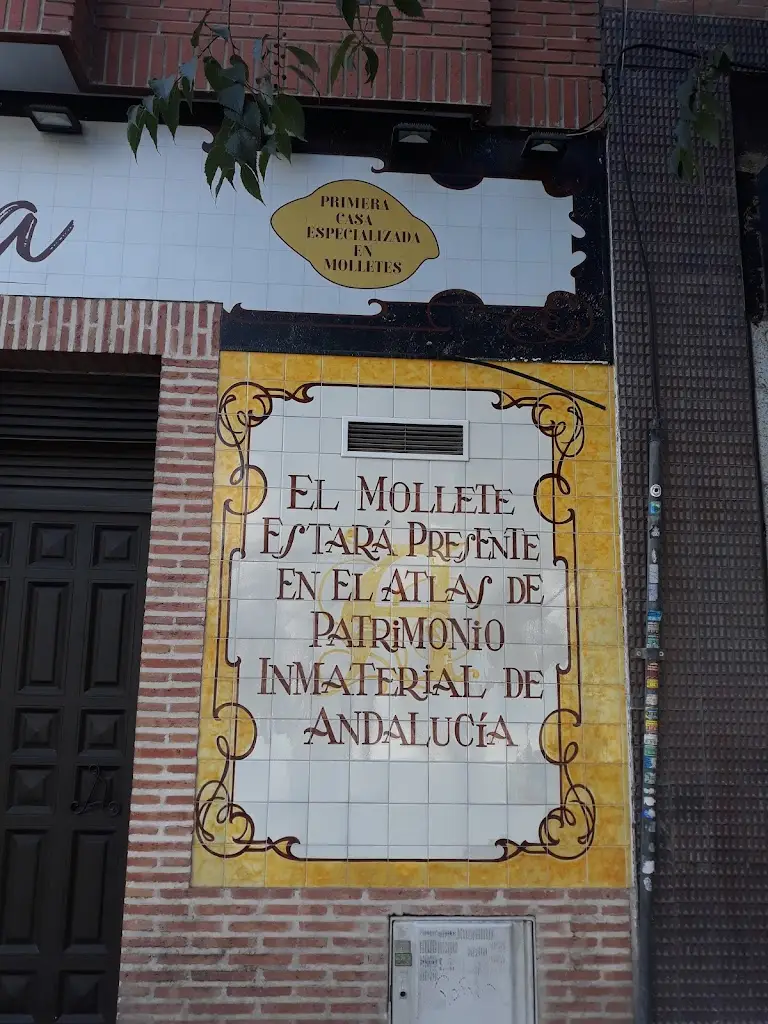 a
PRIMERA
CASA
ESPECIALIZADA
EN
MOLLETES
EL MOLLETE
ESTARÁ PRESENTE
EN EL ATLAS DE
PATRIMONIO
INMATERIAL DE
ANDALUCÍA